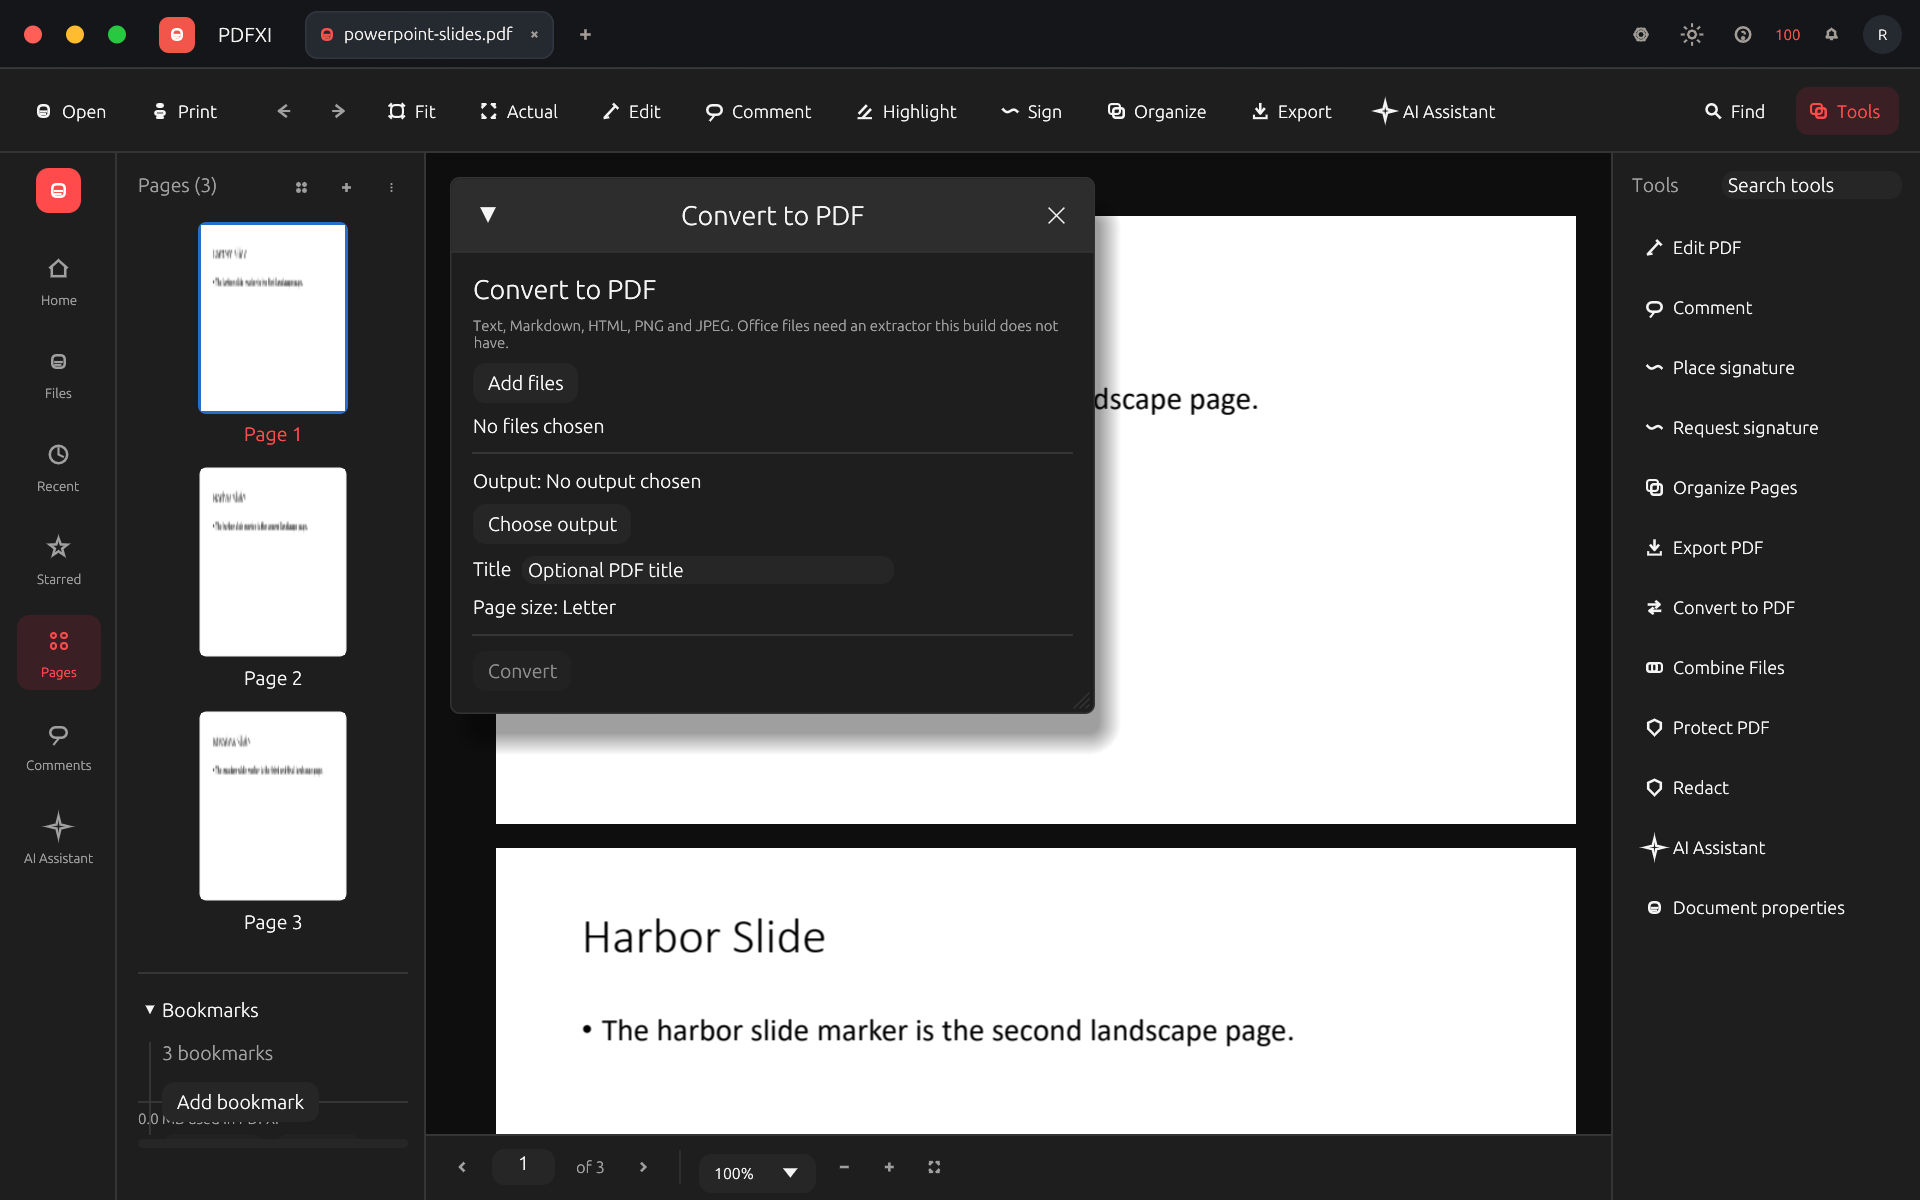 PDFXI
powerpoint-slides.pdf
100
R
Open
Print
Fit
Actual
Edit
Comment
Highlight
Sign
Organize
Export
AI Assistant
Find
Tools
Home
Files
Recent
Starred
Pages
Comments
AI Assistant
Pages (3)
Page 1
Page 2
Page 3
Bookmarks
3 bookmarks
Add bookmark
0.0
Convert to PDF
Convert to PDF
Text, Markdown, HTML, PNG and JPEG. Office files need an extractor this build does not
have.
Add files
No files chosen
Output: No output chosen
Choose output
Title Optional PDF title
Page size: Letter
Convert
dscape page.
Harbor Slide
• The harbor slide marker is the second landscape page.
1 of 3
100%
Tools
Search tools
Edit PDF
Comment
Place signature
Request signature
Organize Pages
Export PDF
Convert to PDF
Combine Files
Protect PDF
Redact
AI Assistant
Document properties